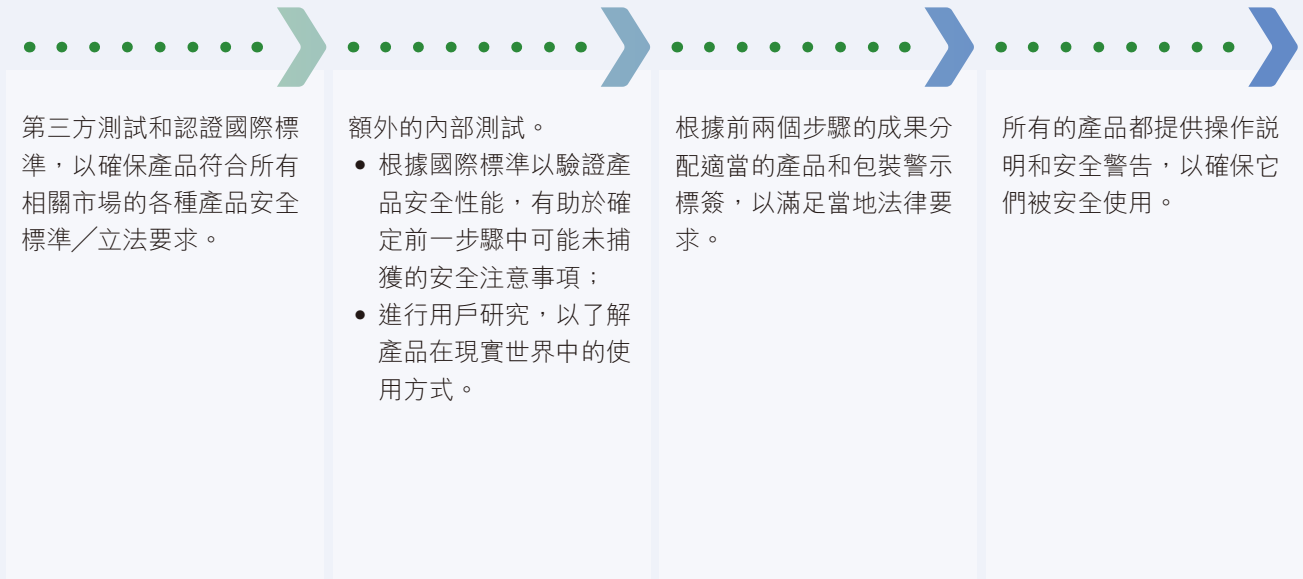 第三方測試和認證國際標
準，以確保產品符合所有
相關市場的各種產品安全
標準╱立法要求。
額外的內部測試。
• 根據國際標準以驗證產
品安全性能，有助於確
定前一步驟中可能未捕
獲的安全注意事項；
• 進行用戶研究，以了解
產品在現實世界中的使
用方式。
根據前兩個步驟的成果分
配適當的產品和包裝警示
標簽，以滿足當地法律要
求。
所有的產品都提供操作説
明和安全警告，以確保它
們被安全使用。